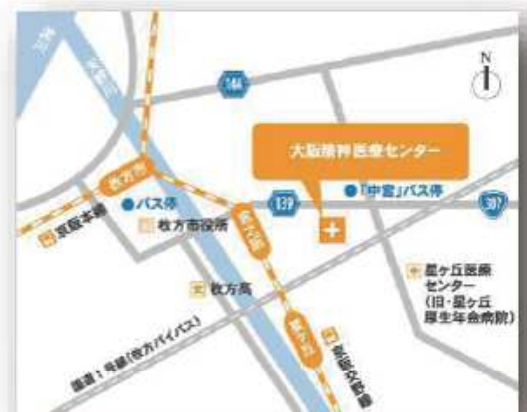 淀川
天野川
144
N
大阪精神医療センター
枚方市
●バス停
139
●「中宮」バス停
307
京阪本線
枚方市役所
宮之阪
文
枚方高
星ヶ丘医療
センター
(旧・星ヶ丘
厚生年金病院)
国道1号線(枚方バイパス)
星ヶ丘
京阪交野線